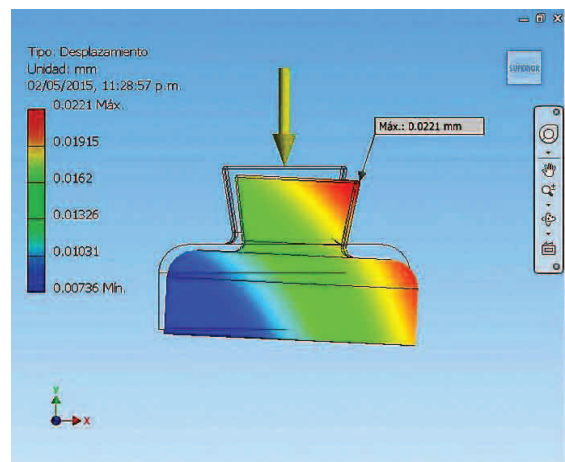 Tipo: Desplazamiento
Unidad: mm
02/05/2015, 11:28:57 p.m.
0.0221 Máx.
0.01915
0.0162
0.01326
0.01031
0.00736 Mín.
SUPERIOR
Máx.: 0.0221 mm
Y
X